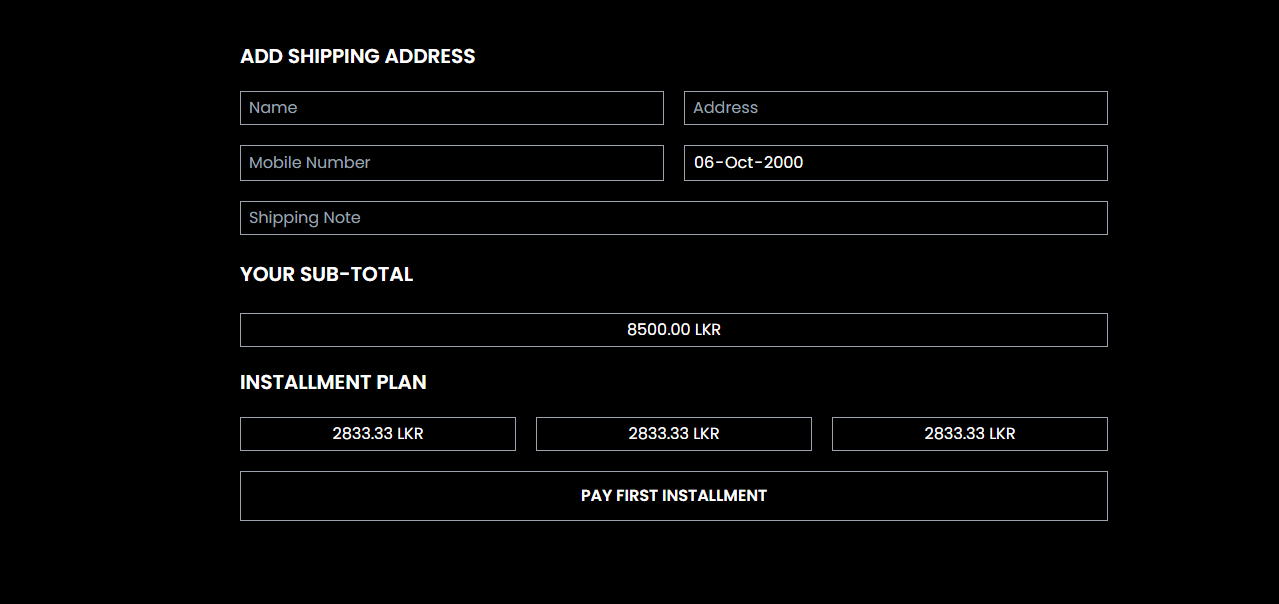 ADD SHIPPING ADDRESS
Name
Address
Mobile Number
06-Oct-2000
Shipping Note
YOUR SUB-TOTAL
8500.00 LKR
INSTALLMENT PLAN
2833.33 LKR
2833.33 LKR
2833.33 LKR
PAY FIRST INSTALLMENT